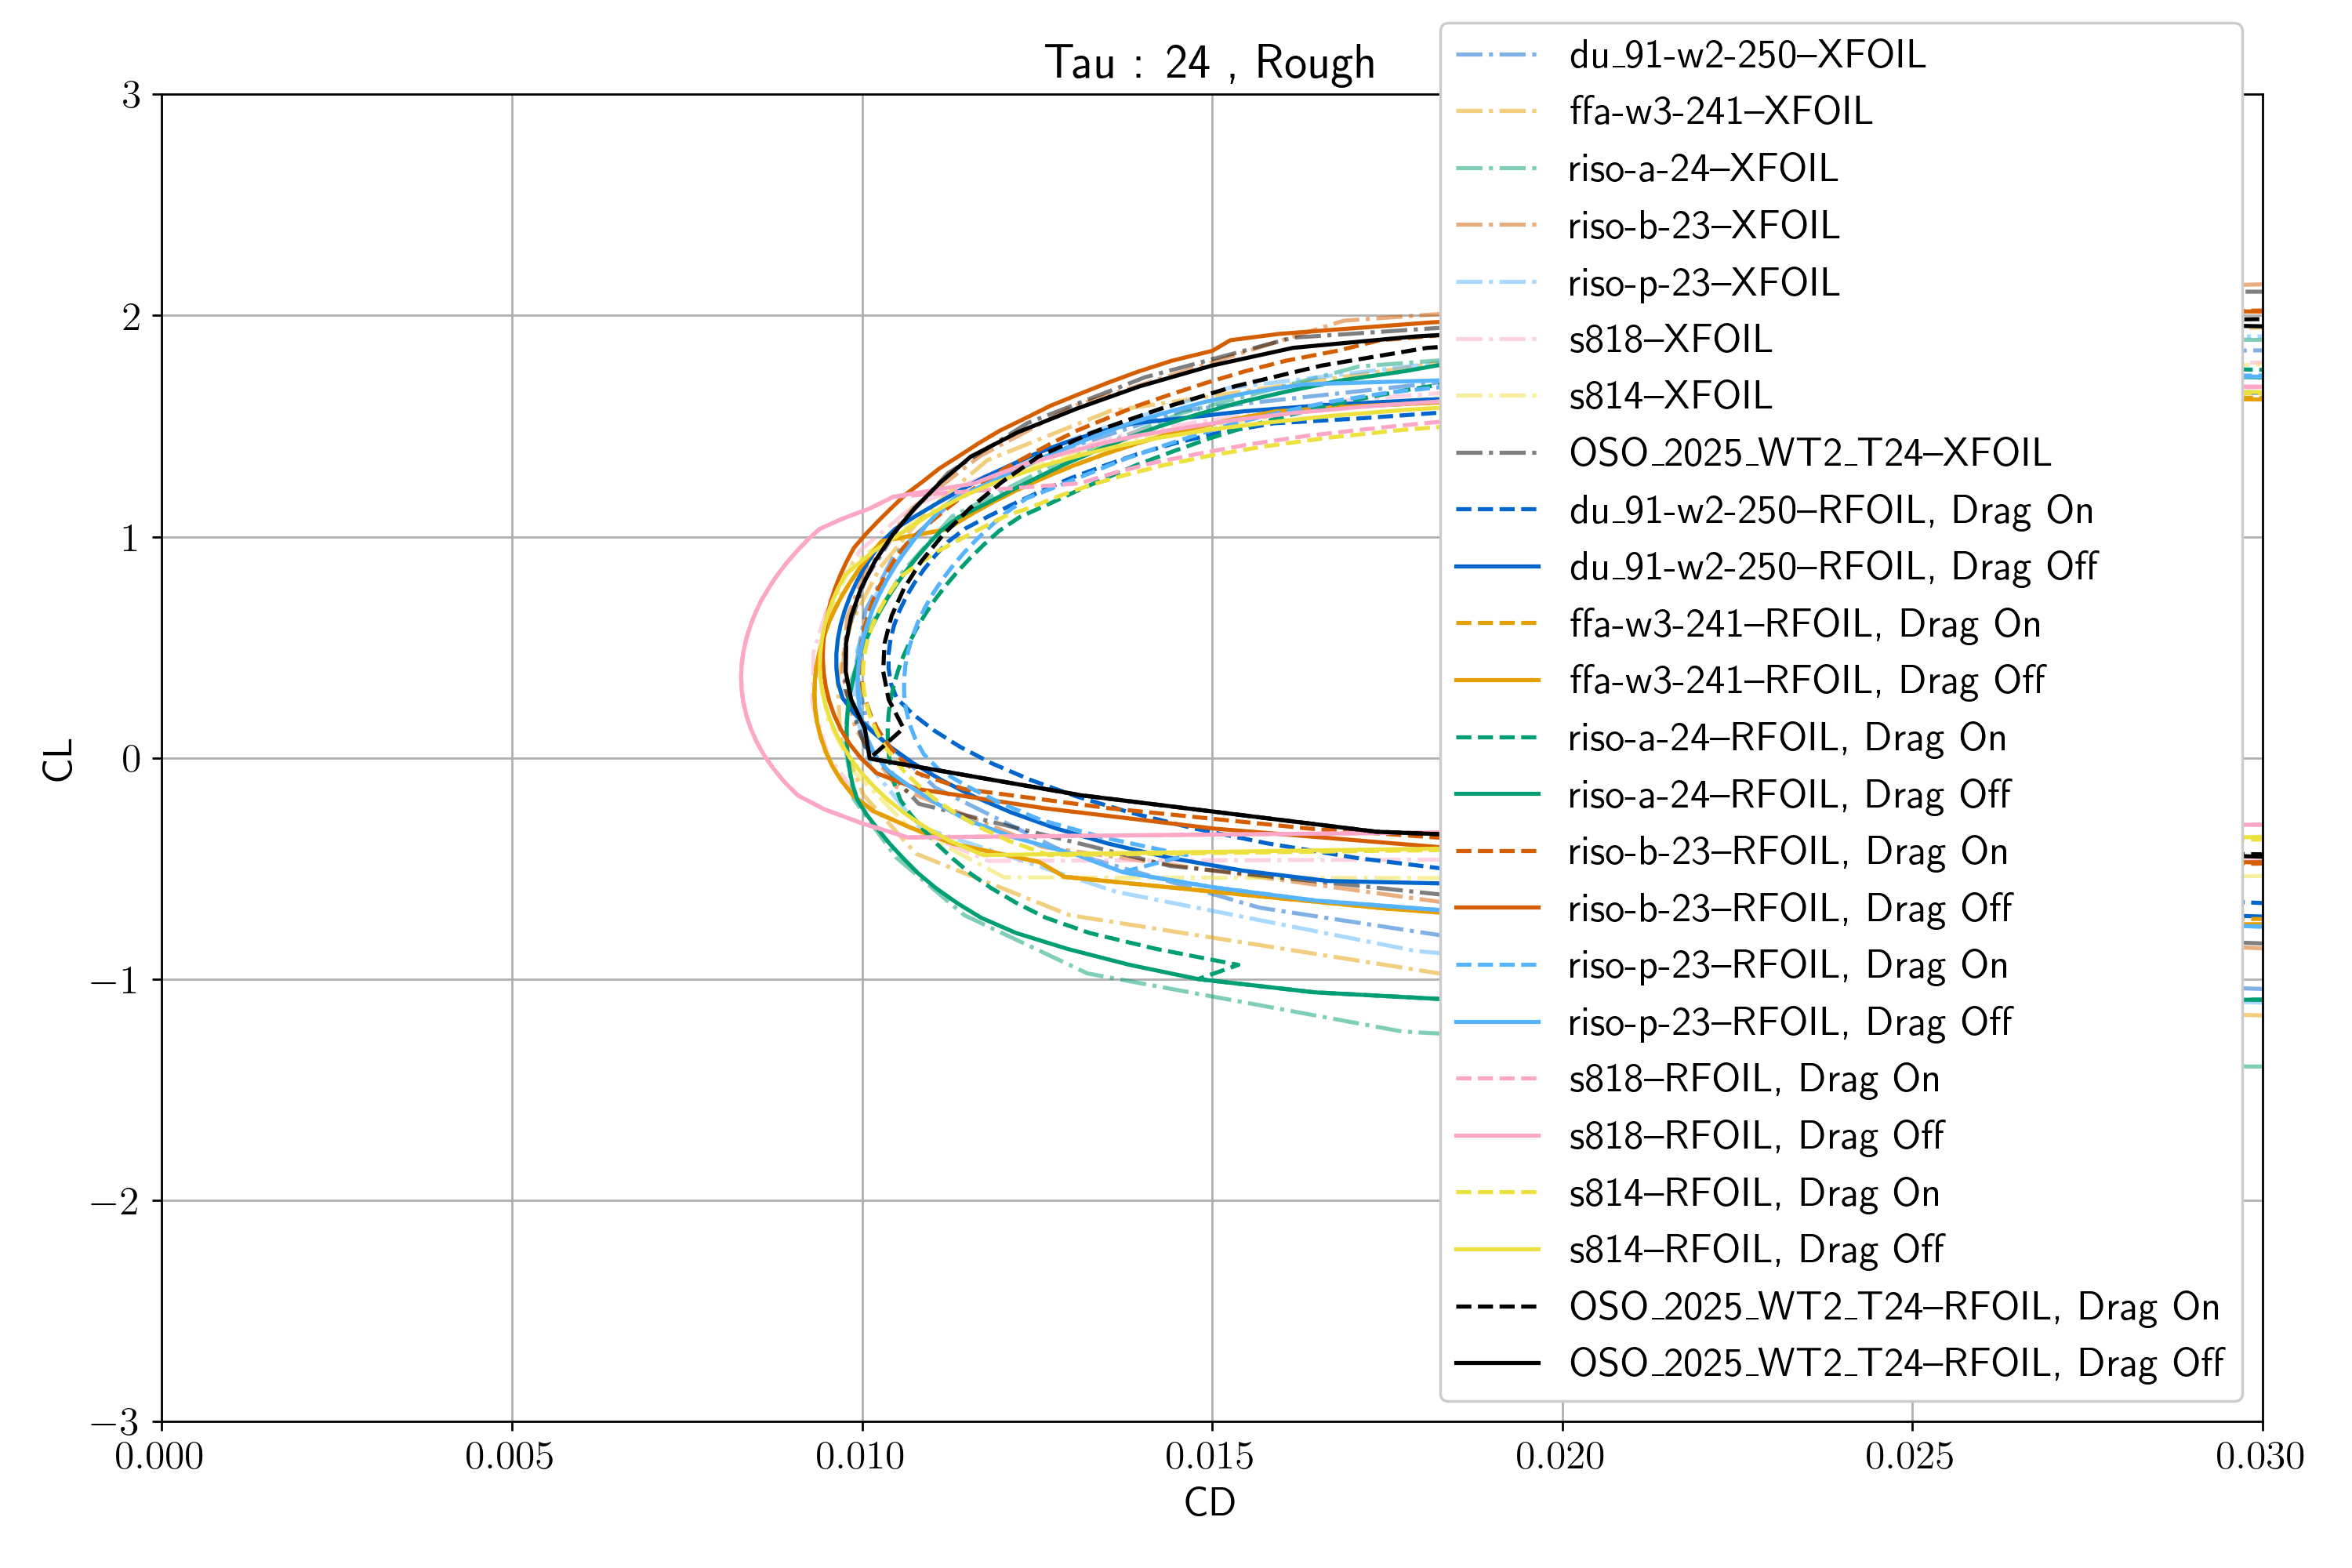 Tau : 24 , Rough
CL
3
2
1
0
−1
−2
−3
0.000
0.005
0.010
0.015
0.020
0.025
0.030
CD
du_91-w2-250–XFOIL
ffa-w3-241–XFOIL
riso-a-24–XFOIL
riso-b-23–XFOIL
riso-p-23–XFOIL
s818–XFOIL
s814–XFOIL
OSO_2025_WT2_T24–XFOIL
du_91-w2-250–RFOIL, Drag On
du_91-w2-250–RFOIL, Drag Off
ffa-w3-241–RFOIL, Drag On
ffa-w3-241–RFOIL, Drag Off
riso-a-24–RFOIL, Drag On
riso-a-24–RFOIL, Drag Off
riso-b-23–RFOIL, Drag On
riso-b-23–RFOIL, Drag Off
riso-p-23–RFOIL, Drag On
riso-p-23–RFOIL, Drag Off
s818–RFOIL, Drag On
s818–RFOIL, Drag Off
s814–RFOIL, Drag On
s814–RFOIL, Drag Off
OSO_2025_WT2_T24–RFOIL, Drag On
OSO_2025_WT2_T24–RFOIL, Drag Off